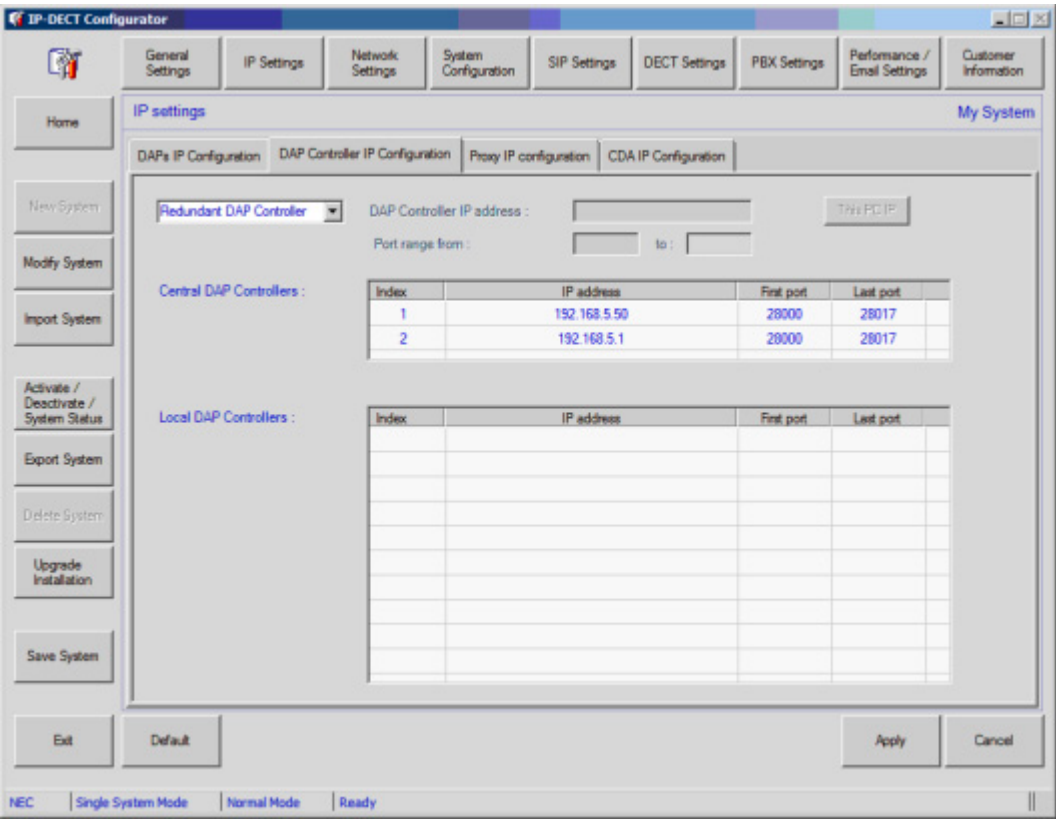 IP-DECT Configurator
General
Settings
IP Settings
Network
Settings
System
Configuration
SIP Settings
DECT Settings
PBX Settings
Performance /
Email Settings
Customer
Information
Home
IP settings
My System
DAPs IP Configuration
DAP Controller IP Configuration
Proxy IP configuration
CDA IP Configuration
New System
Redundant DAP Controller
DAP Controller IP address :
This PC IP
Port range from :
to :
Modify System
Central DAP Controllers :
Index
IP address
First port
Last port
1
192.168.5.50
28000
28017
2
192.168.5.1
28000
28017
Import System
Activate /
Deactivate /
System Status
Local DAP Controllers :
Index
IP address
First port
Last port
Export System
Delete System
Upgrade
Installation
Save System
Exit
Default
Apply
Cancel
NEC
Single System Mode
Normal Mode
Ready